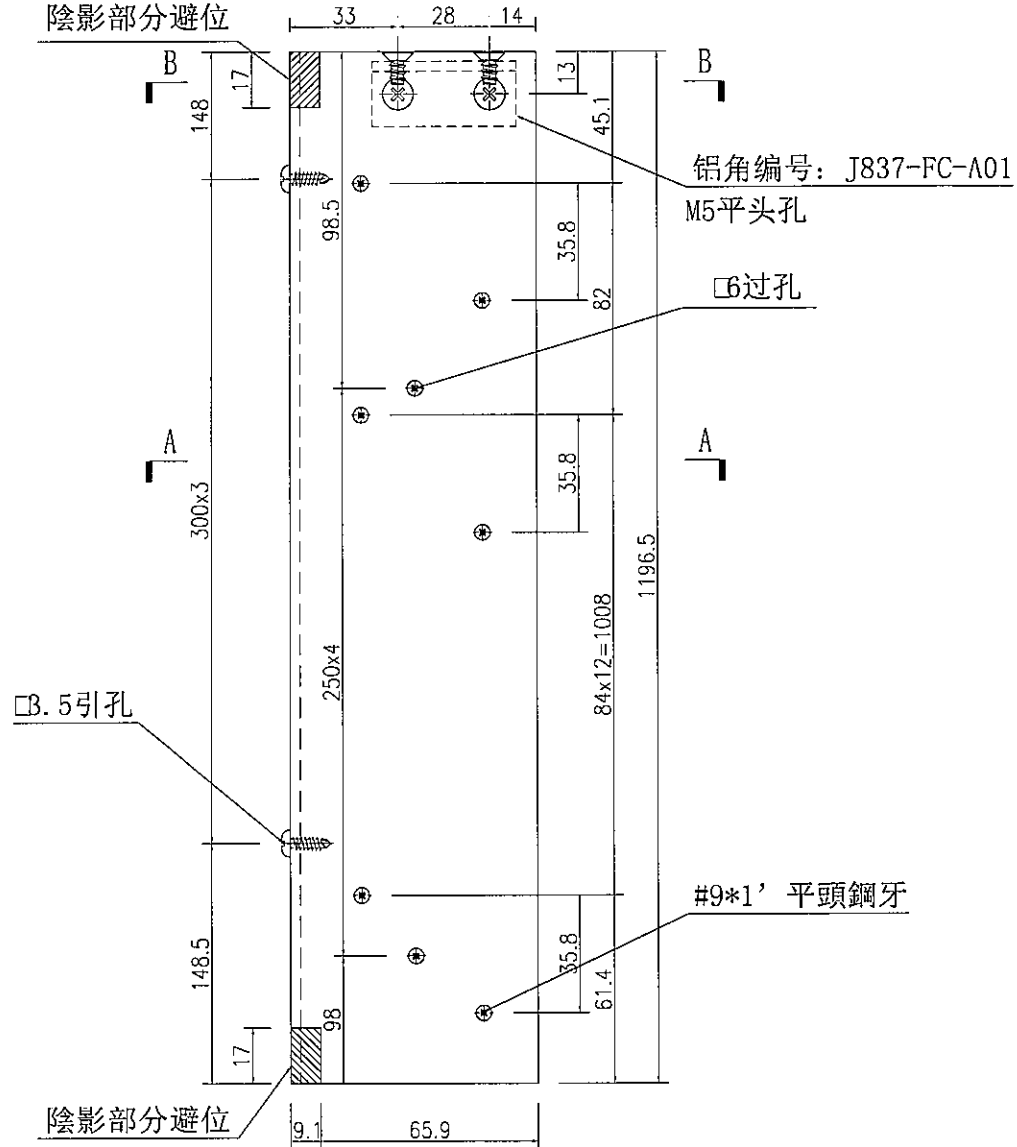 陰影部分避位
33
28
14
B
B
17
13
148
45.1
铝角编号: J837-FC-A01
M5平头孔
98.5
35.8
□6过孔
82
A
A
35.8
300x3
1196.5
84x12=1008
250x4
□3.5引孔
#9*1' 平頭鋼牙
148.5
35.8
61.4
98
17
陰影部分避位
9.1
65.9